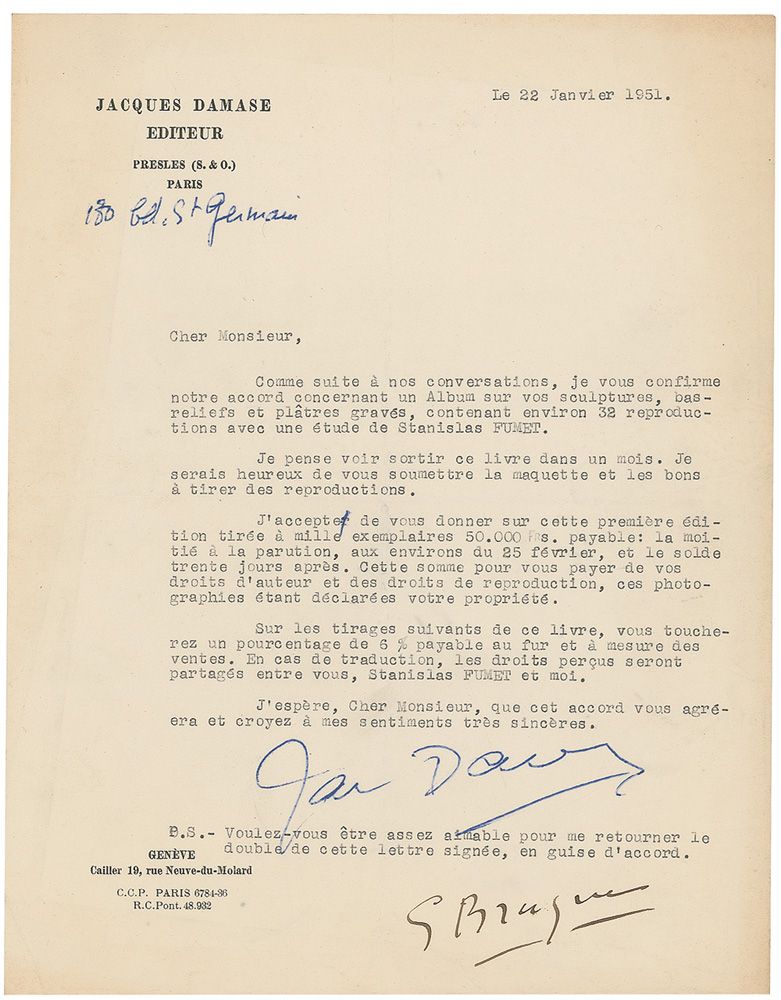 Le 22 Janvier 1951.
JACQUES DAMASE
EDITEUR
PRESLES (S. & O.)
PARIS
180 bd. St Germain
Cher Monsieur,
Comme suite à nos conversations, je vous confirme
notre accord concernant un Album sur vos sculptures, bas-
reliefs et plâtres gravés, contenant environ 32 reproduc-
tions avec une étude de Stanislas FUMET.
Je pense voir sortir ce livre dans un mois. Je
serais heureux de vous soumettre la maquette et les bons
à tirer des reproductions.
J'accepte de vous donner sur cette première édi-
tion tirée à mille exemplaires 50.000 Frs. payable: la moi-
tié à la parution, aux environs du 25 février, et le solde
trente jours après. Cette somme pour vous payer de vos
droits d'auteur et des droits de reproduction, ces photo-
graphies étant déclarées votre propriété.
Sur les tirages suivants de ce livre, vous touche-
rez un pourcentage de 6 % payable au fur et à mesure des
ventes. En cas de traduction, les droits perçus seront
partagés entre vous, Stanislas FUMET et moi.
J'espère, Cher Monsieur, que cet accord vous agré-
era et croyez à mes sentiments très sincères.
P.S.- Voulez-vous être assez aimable pour me retourner le
double de cette lettre signée, en guise d'accord.
GENÈVE
Cailler 19, rue Neuve-du-Molard
C.C.P. PARIS 6784-36
R.C.Pont. 48.932
G Braque